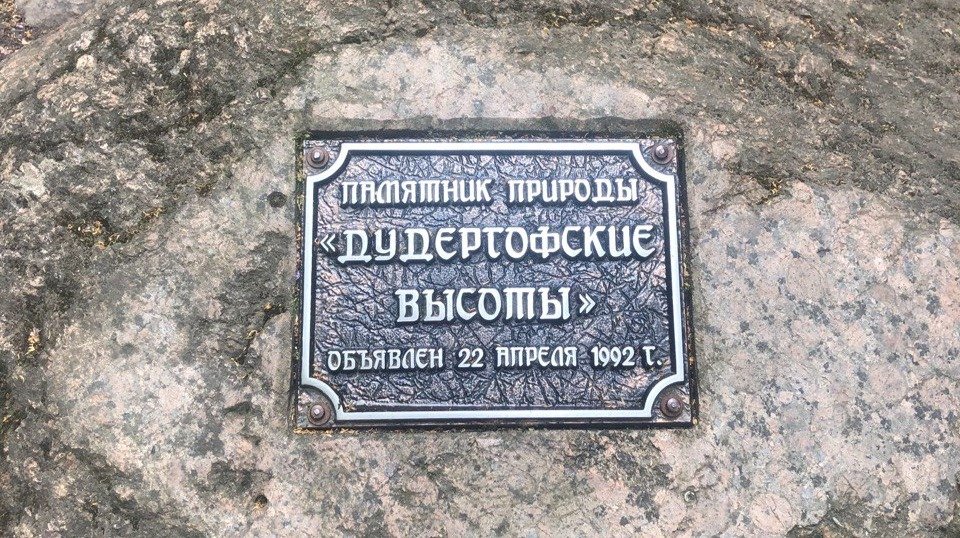 ПАМЯТНИК ПРИРОДЫ
«ДУДЕРГОФСКИЕ
ВЫСОТЫ»
ОБЪЯВЛЕН 22 АПРЕЛЯ 1992 Г.